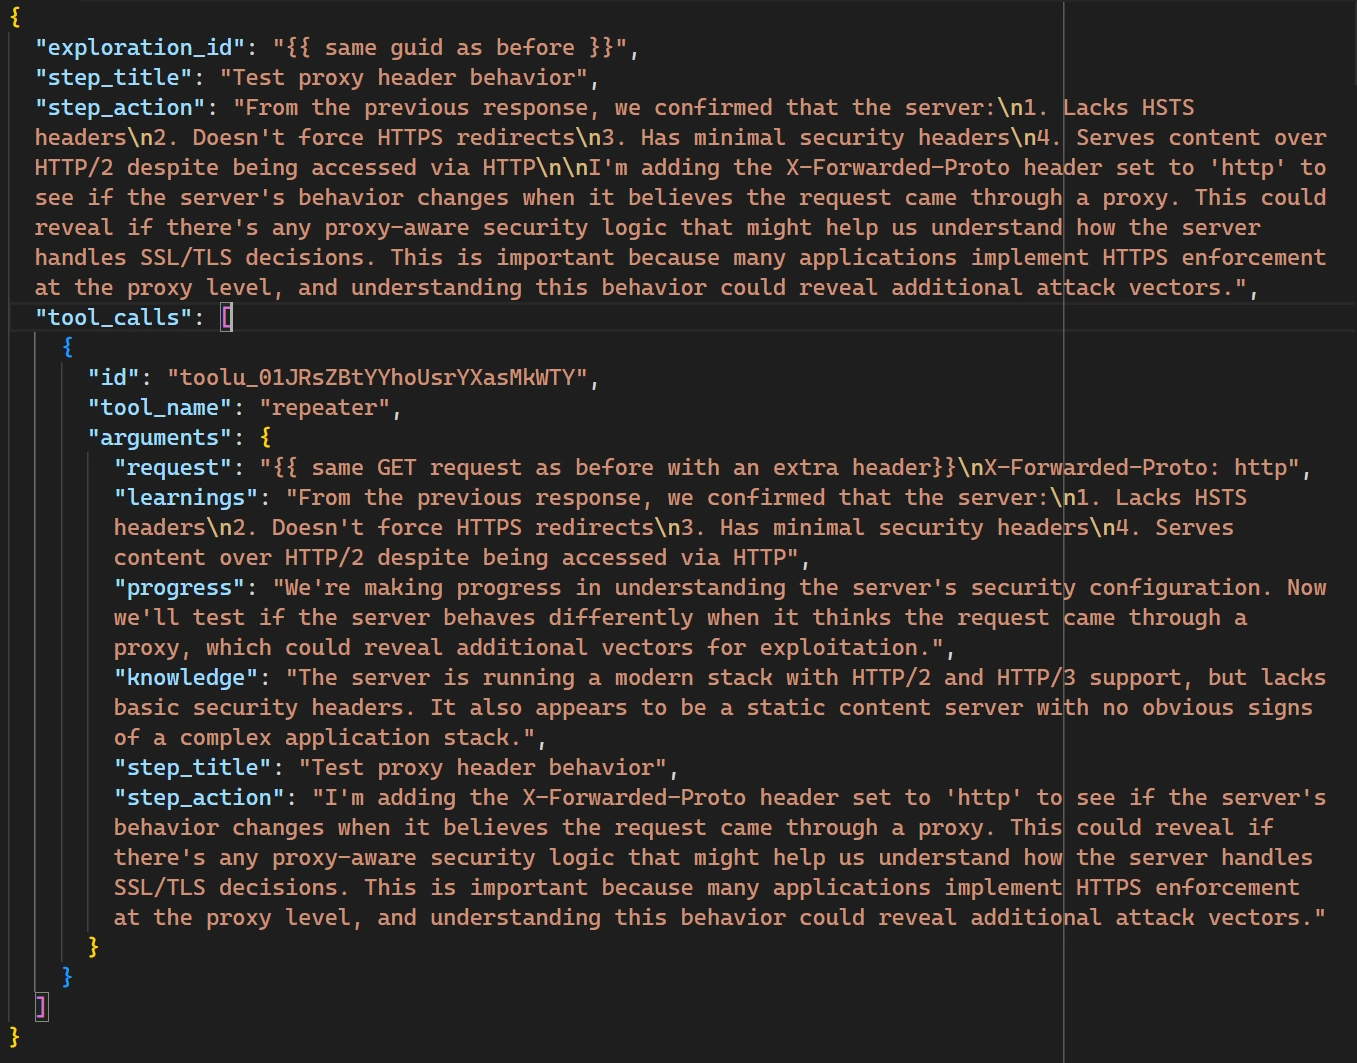 {
"exploration_id": "{{ same guid as before }}",
"step_title": "Test proxy header behavior",
"step_action": "From the previous response, we confirmed that the server:\n1. Lacks HSTS
headers\n2. Doesn't force HTTPS redirects\n3. Has minimal security headers\n4. Serves content over
HTTP/2 despite being accessed via HTTP\n\nI'm adding the X-Forwarded-Proto header set to 'http' to
see if the server's behavior changes when it believes the request came through a proxy. This could
reveal if there's any proxy-aware security logic that might help us understand how the server
handles SSL/TLS decisions. This is important because many applications implement HTTPS enforcement
at the proxy level, and understanding this behavior could reveal additional attack vectors.",
"tool_calls": [
{
"id": "toolu_01JRsZBtYYhoUsrYXasMkWTY",
"tool_name": "repeater",
"arguments": {
"request": "{{ same GET request as before with an extra header}}\nX-Forwarded-Proto: http",
"learnings": "From the previous response, we confirmed that the server:\n1. Lacks HSTS
headers\n2. Doesn't force HTTPS redirects\n3. Has minimal security headers\n4. Serves
content over HTTP/2 despite being accessed via HTTP",
"progress": "We're making progress in understanding the server's security configuration. Now
we'll test if the server behaves differently when it thinks the request came through a
proxy, which could reveal additional vectors for exploitation.",
"knowledge": "The server is running a modern stack with HTTP/2 and HTTP/3 support, but lacks
basic security headers. It also appears to be a static content server with no obvious signs
of a complex application stack.",
"step_title": "Test proxy header behavior",
"step_action": "I'm adding the X-Forwarded-Proto header set to 'http' to see if the server's
behavior changes when it believes the request came through a proxy. This could reveal if
there's any proxy-aware security logic that might help us understand how the server handles
SSL/TLS decisions. This is important because many applications implement HTTPS enforcement
at the proxy level, and understanding this behavior could reveal additional attack vectors."
}
}
]
}